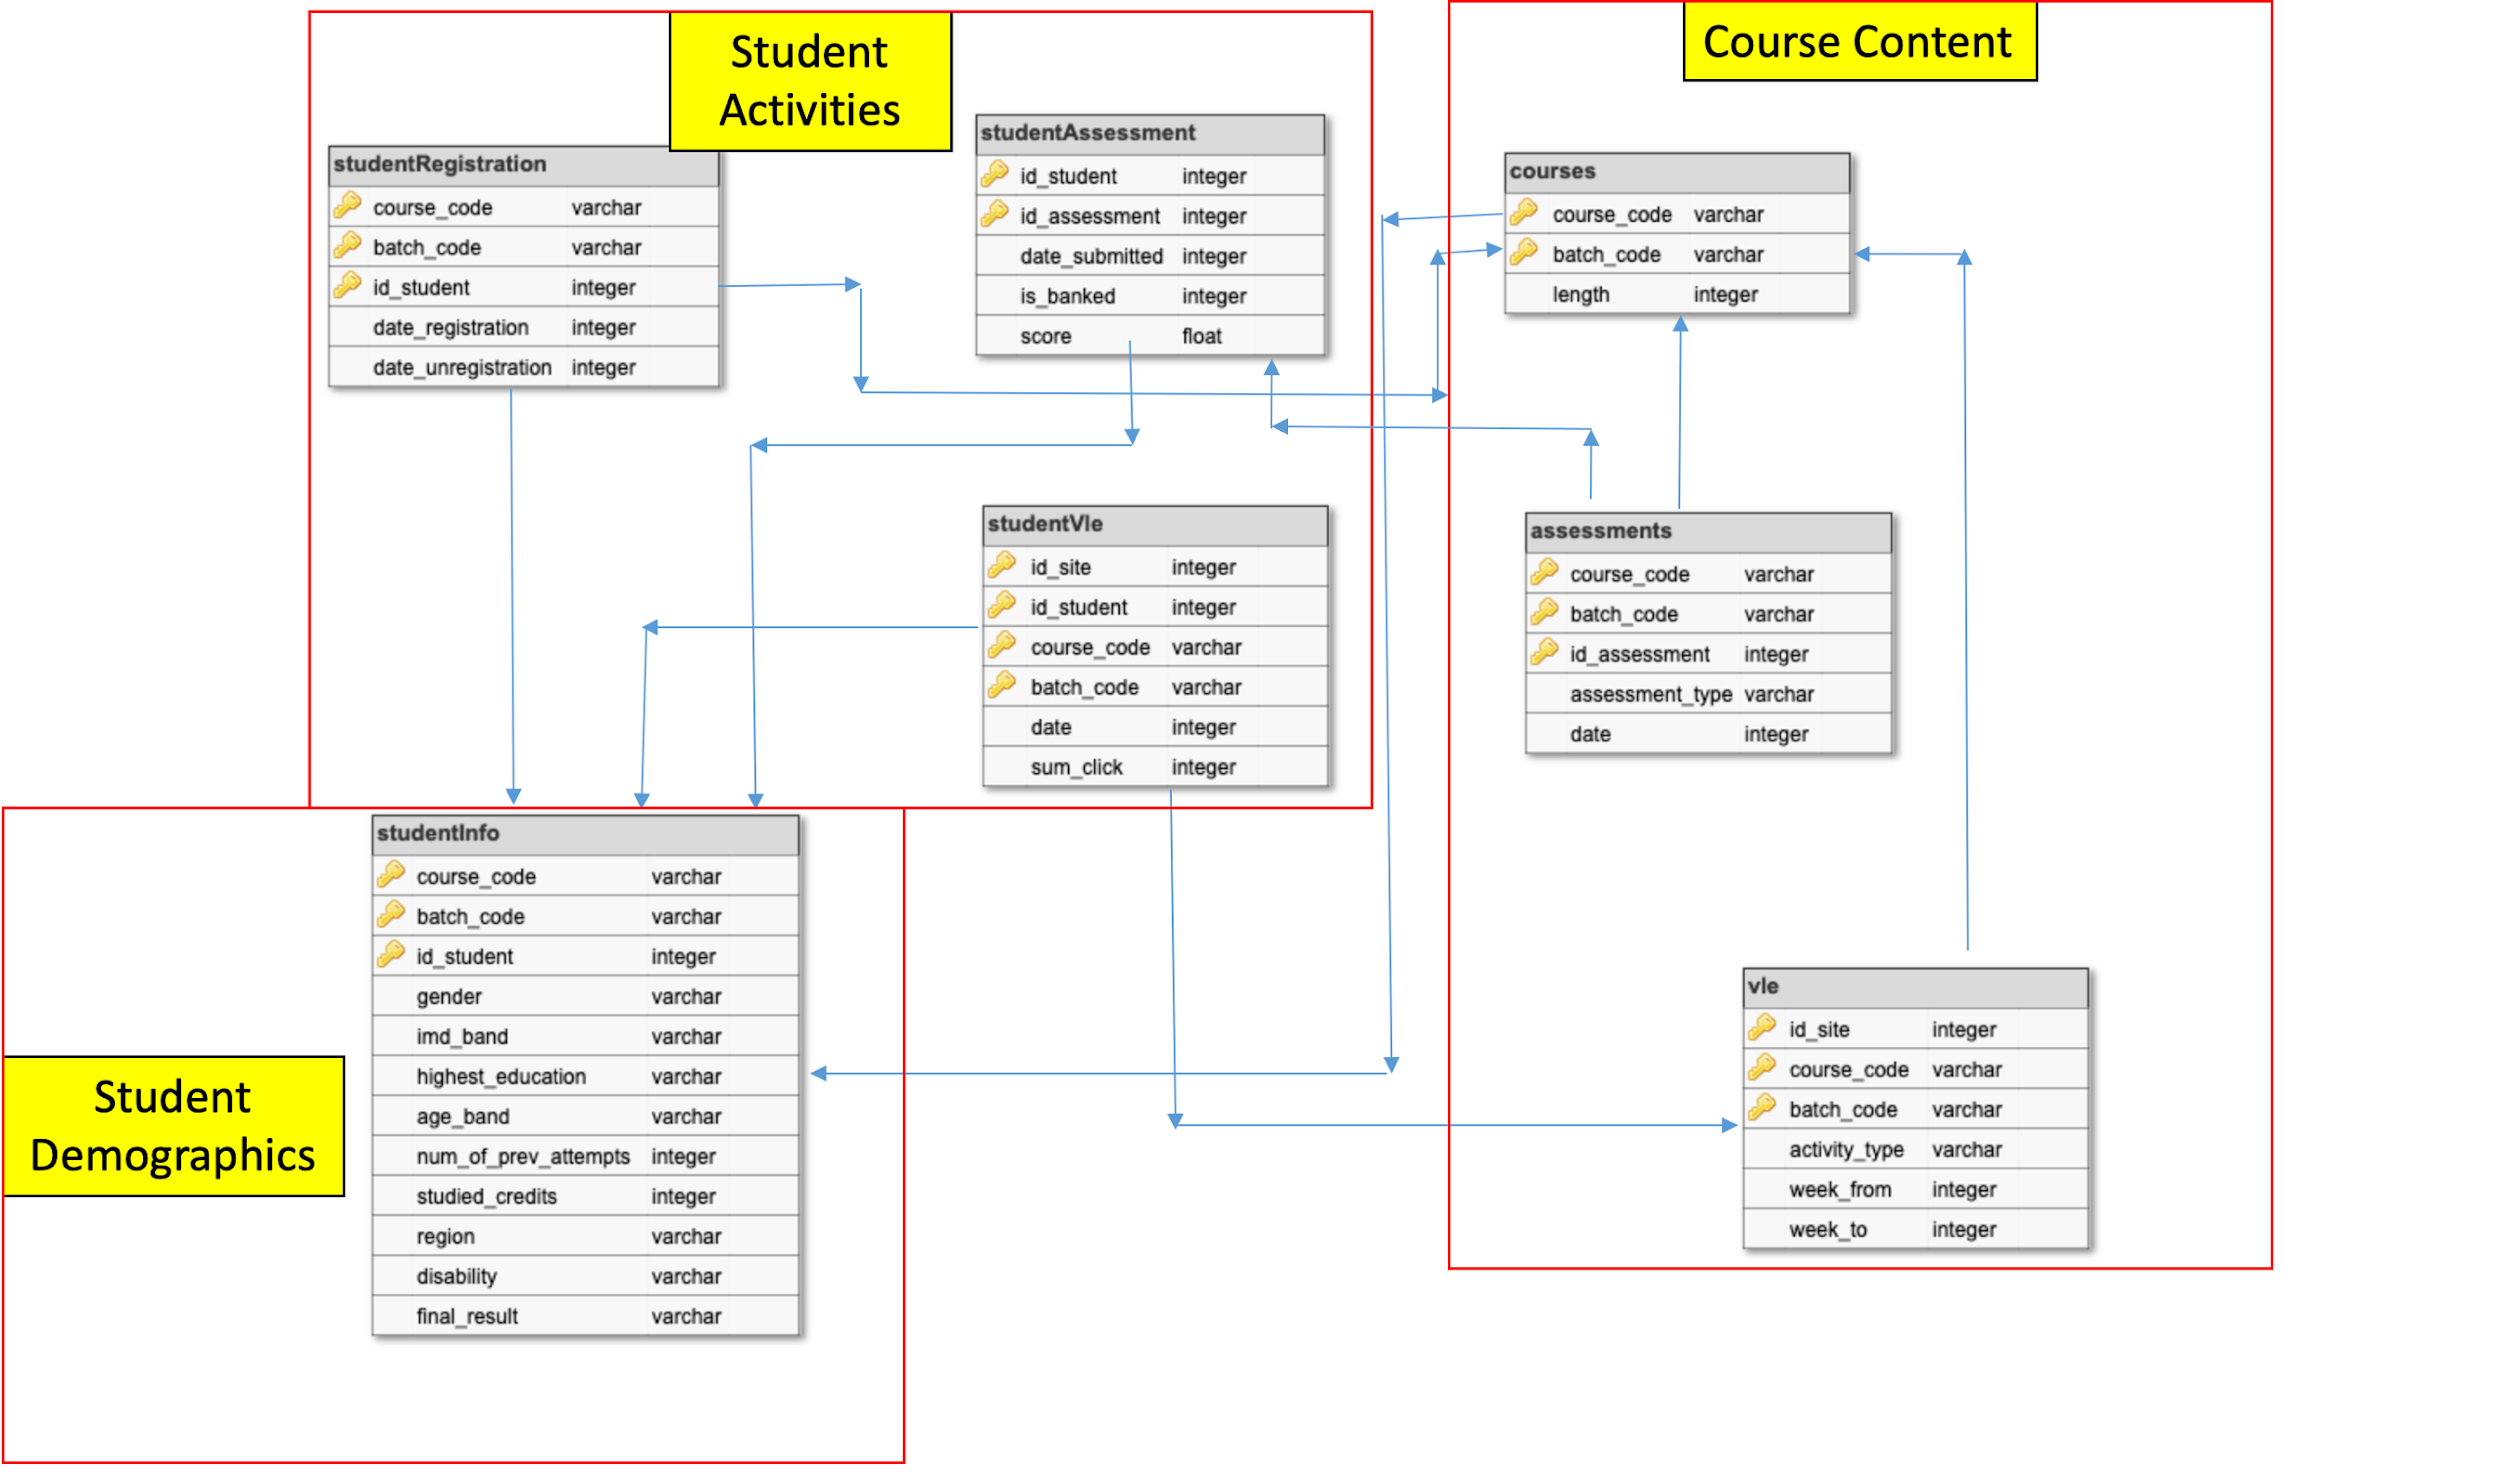 Student
Activities
Course Content
studentRegistration
course_code varchar
batch_code varchar
id_student integer
date_registration integer
date_unregistration integer
studentAssessment
id_student integer
id_assessment integer
date_submitted integer
is_banked integer
score float
courses
course_code varchar
batch_code varchar
length integer
studentVle
id_site integer
id_student integer
course_code varchar
batch_code varchar
date integer
sum_click integer
assessments
course_code varchar
batch_code varchar
id_assessment integer
assessment_type varchar
date integer
Student
Demographics
studentInfo
course_code varchar
batch_code varchar
id_student integer
gender varchar
imd_band varchar
highest_education varchar
age_band varchar
num_of_prev_attempts integer
studied_credits integer
region varchar
disability varchar
final_result varchar
vle
id_site integer
course_code varchar
batch_code varchar
activity_type varchar
week_from integer
week_to integer